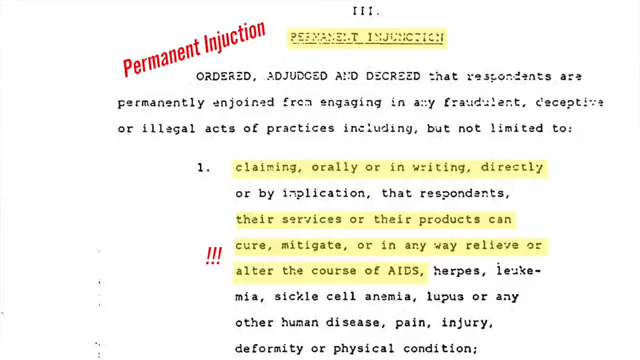 III.
Permanent Injuction
PERMANENT INJUNCTION
ORDERED, ADJUDGED AND DECREED that respondents are
permanently enjoined from engaging in any fraudulent, deceptive
or illegal acts of practices including, but not limited to:
1. claiming, orally or in writing, directly
or by implication, that respondents,
their services or their products can
!!! cure, mitigate, or in any way relieve or
alter the course of AIDS, herpes, leuke-
mia, sickle cell anemia, lupus or any
other human disease, pain, injury,
deformity or physical condition;